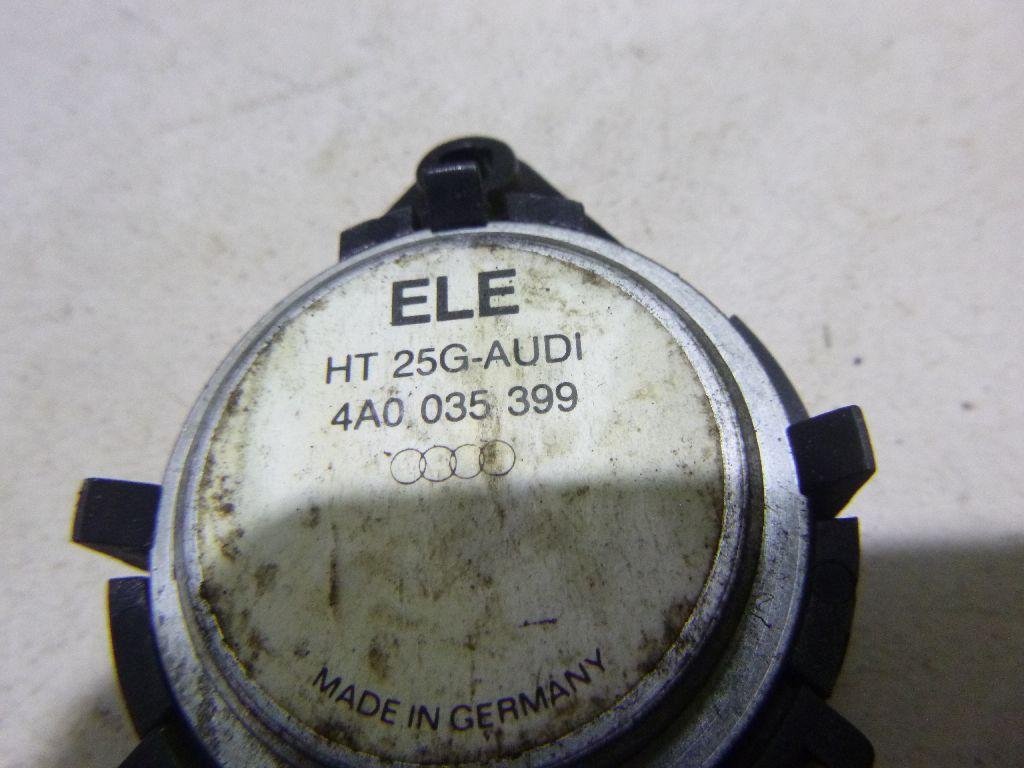 ELE
HT 25G-AUDI
4A0 035 399
MADE IN GERMANY